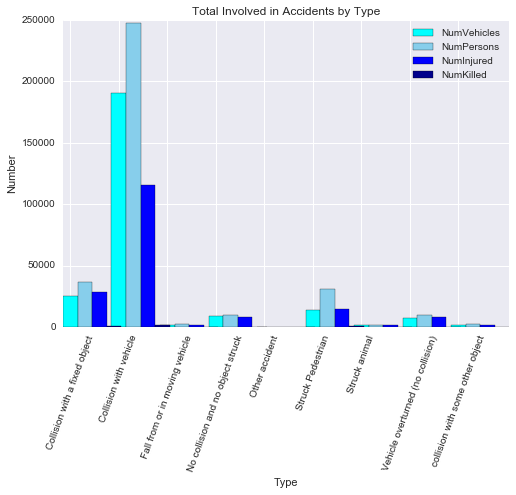 Total Involved in Accidents by Type
NumVehicles
NumPersons
NumInjured
NumKilled
250000
200000
150000
100000
50000
0
Number
Collision with a fixed object
Collision with vehicle
Fall from or in moving vehicle
No collision and no object struck
Other accident
Struck Pedestrian
Struck animal
Vehicle overturned (no collision)
collision with some other object
Type